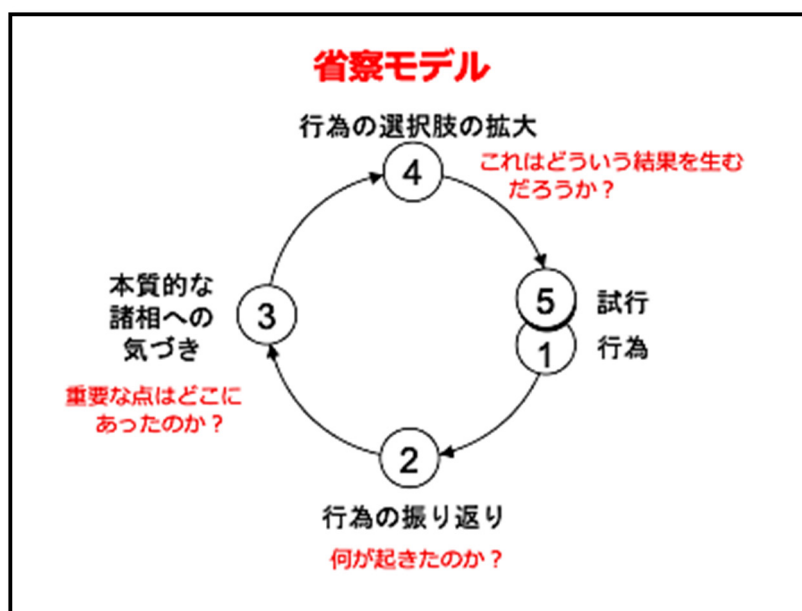 省察モデル
行為の選択肢の拡大
4
これはどういう結果を生む
だろうか？
5
試行
1
行為
本質的な
諸相への
気づき
3
重要な点はどこに
あったのか？
2
行為の振り返り
何が起きたのか？